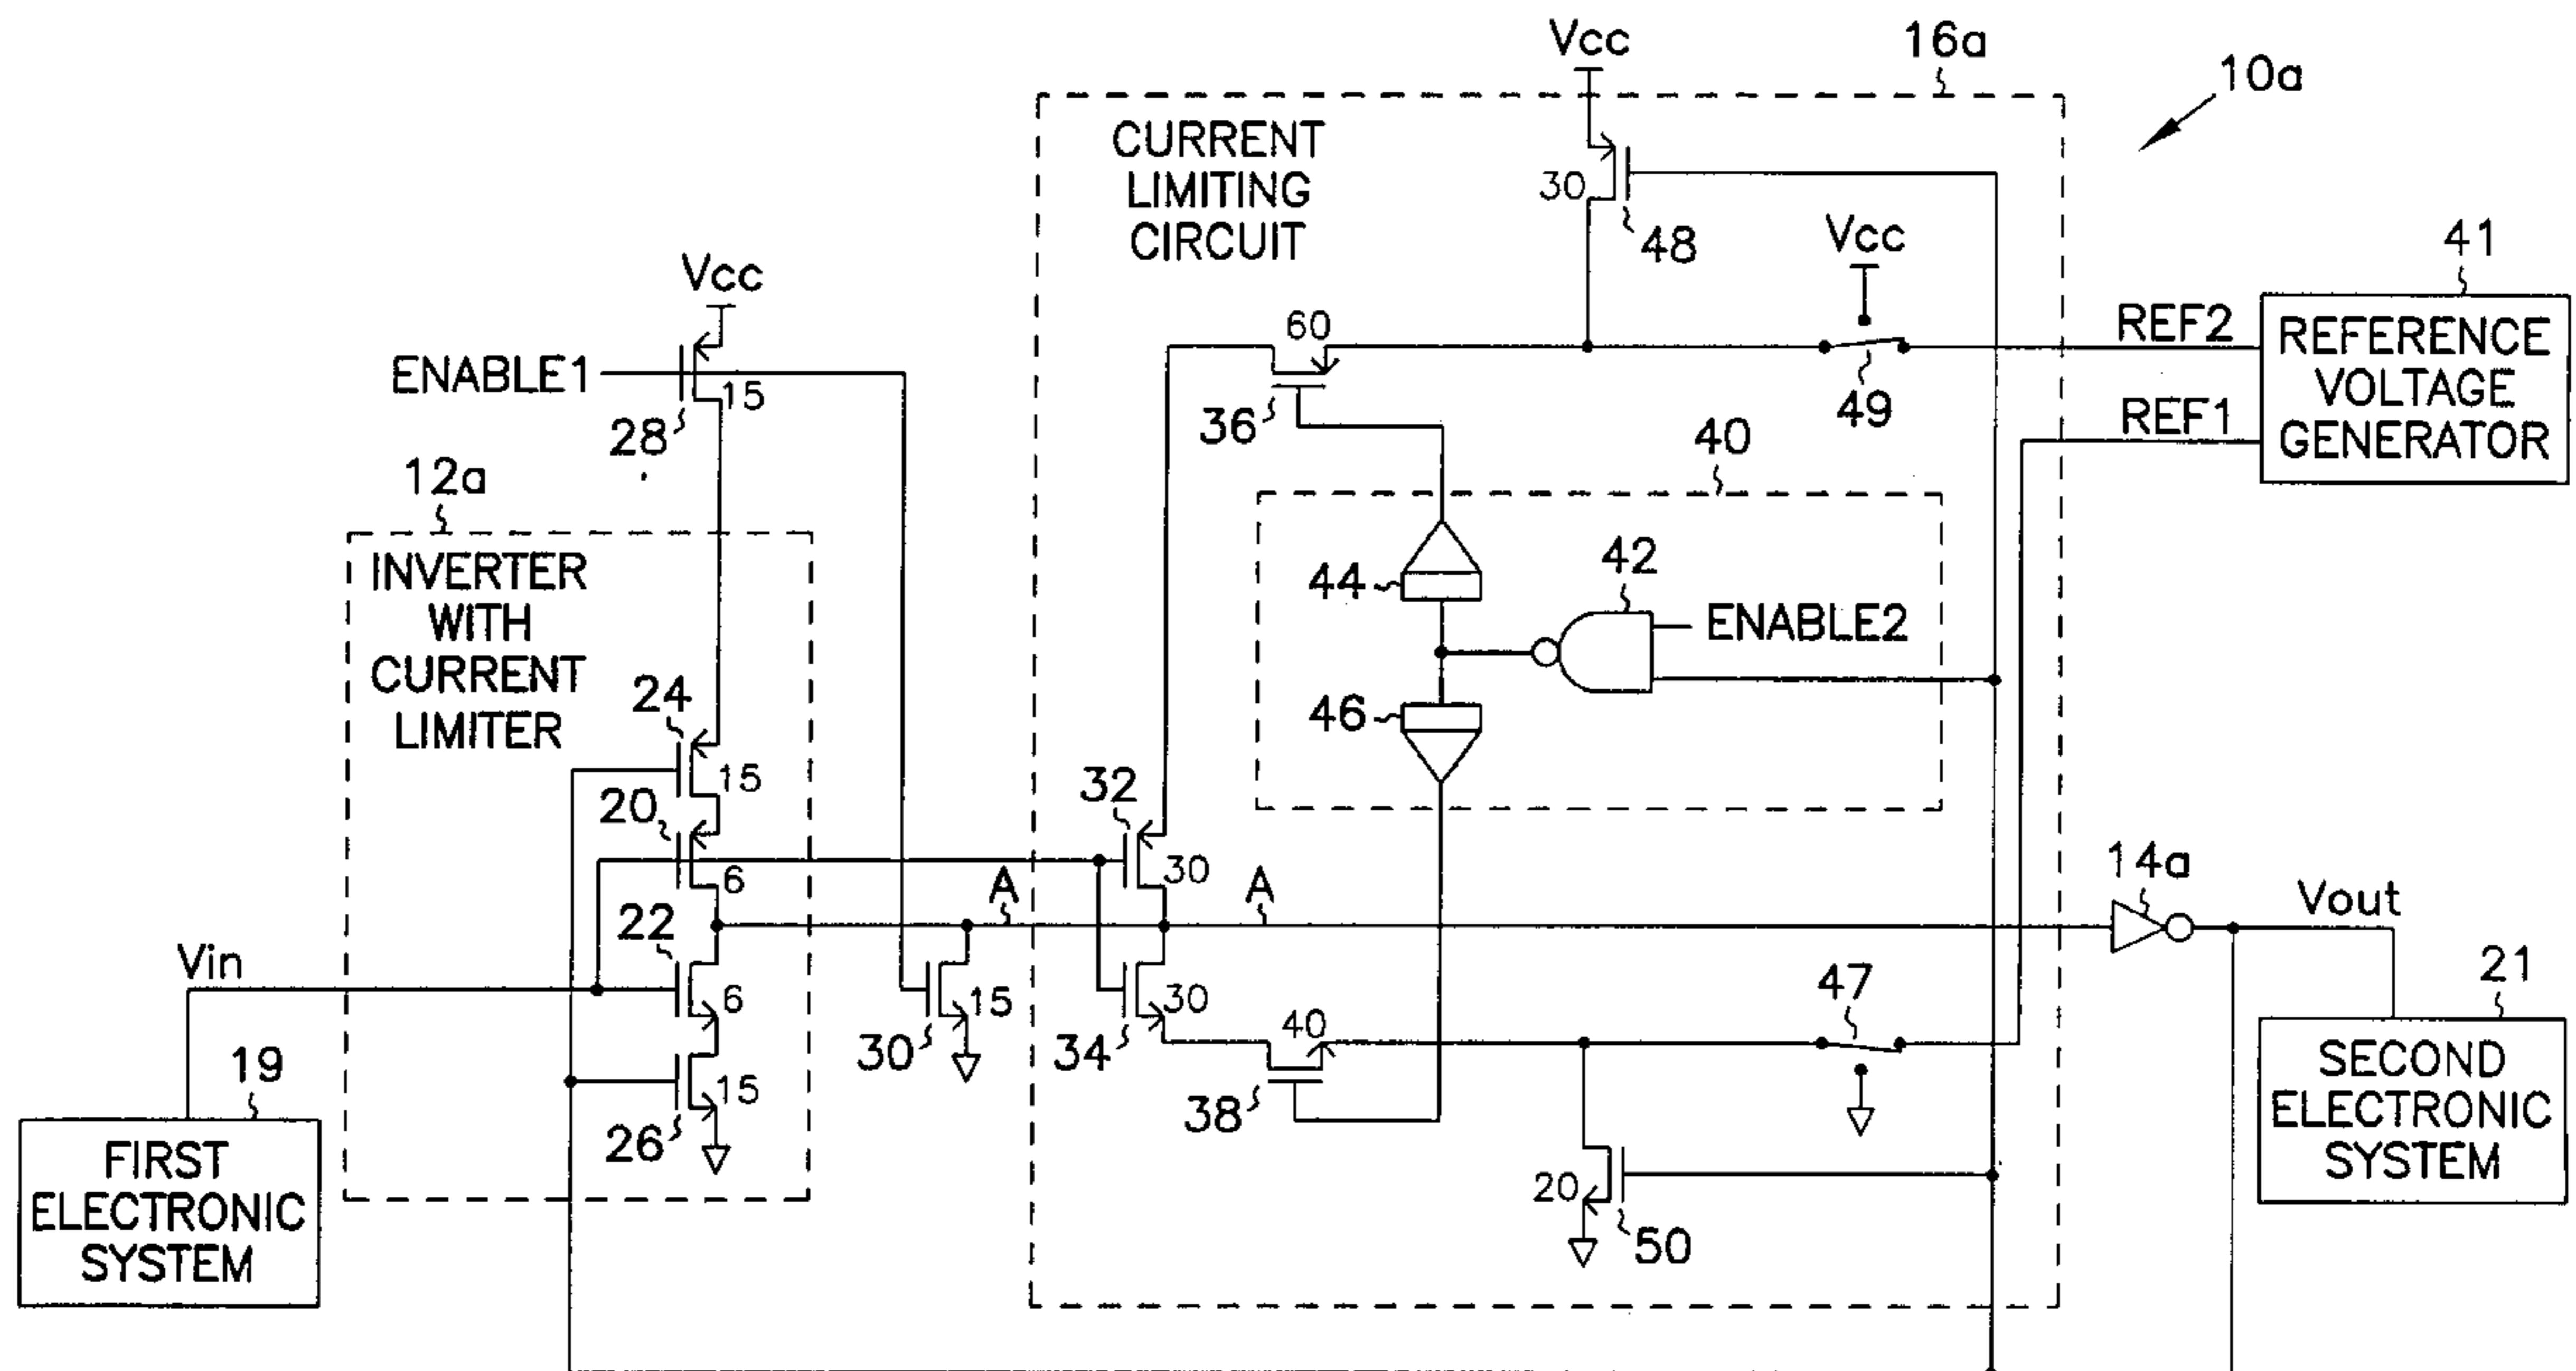 Vcc
16a
10a
CURRENT
LIMITING
CIRCUIT
30
48
Vcc
41
Vcc
REF2
REFERENCE
VOLTAGE
GENERATOR
60
ENABLE1
15
28
36
49
REF1
40
12a
INVERTER
WITH
CURRENT
LIMITER
44
42
ENABLE2
24
46
15
20
32
6
30
14a
A
A
Vout
22
Vin
6
15
30
30
34
40
47
21
SECOND
ELECTRONIC
SYSTEM
19
15
26
38
FIRST
ELECTRONIC
SYSTEM
20
50